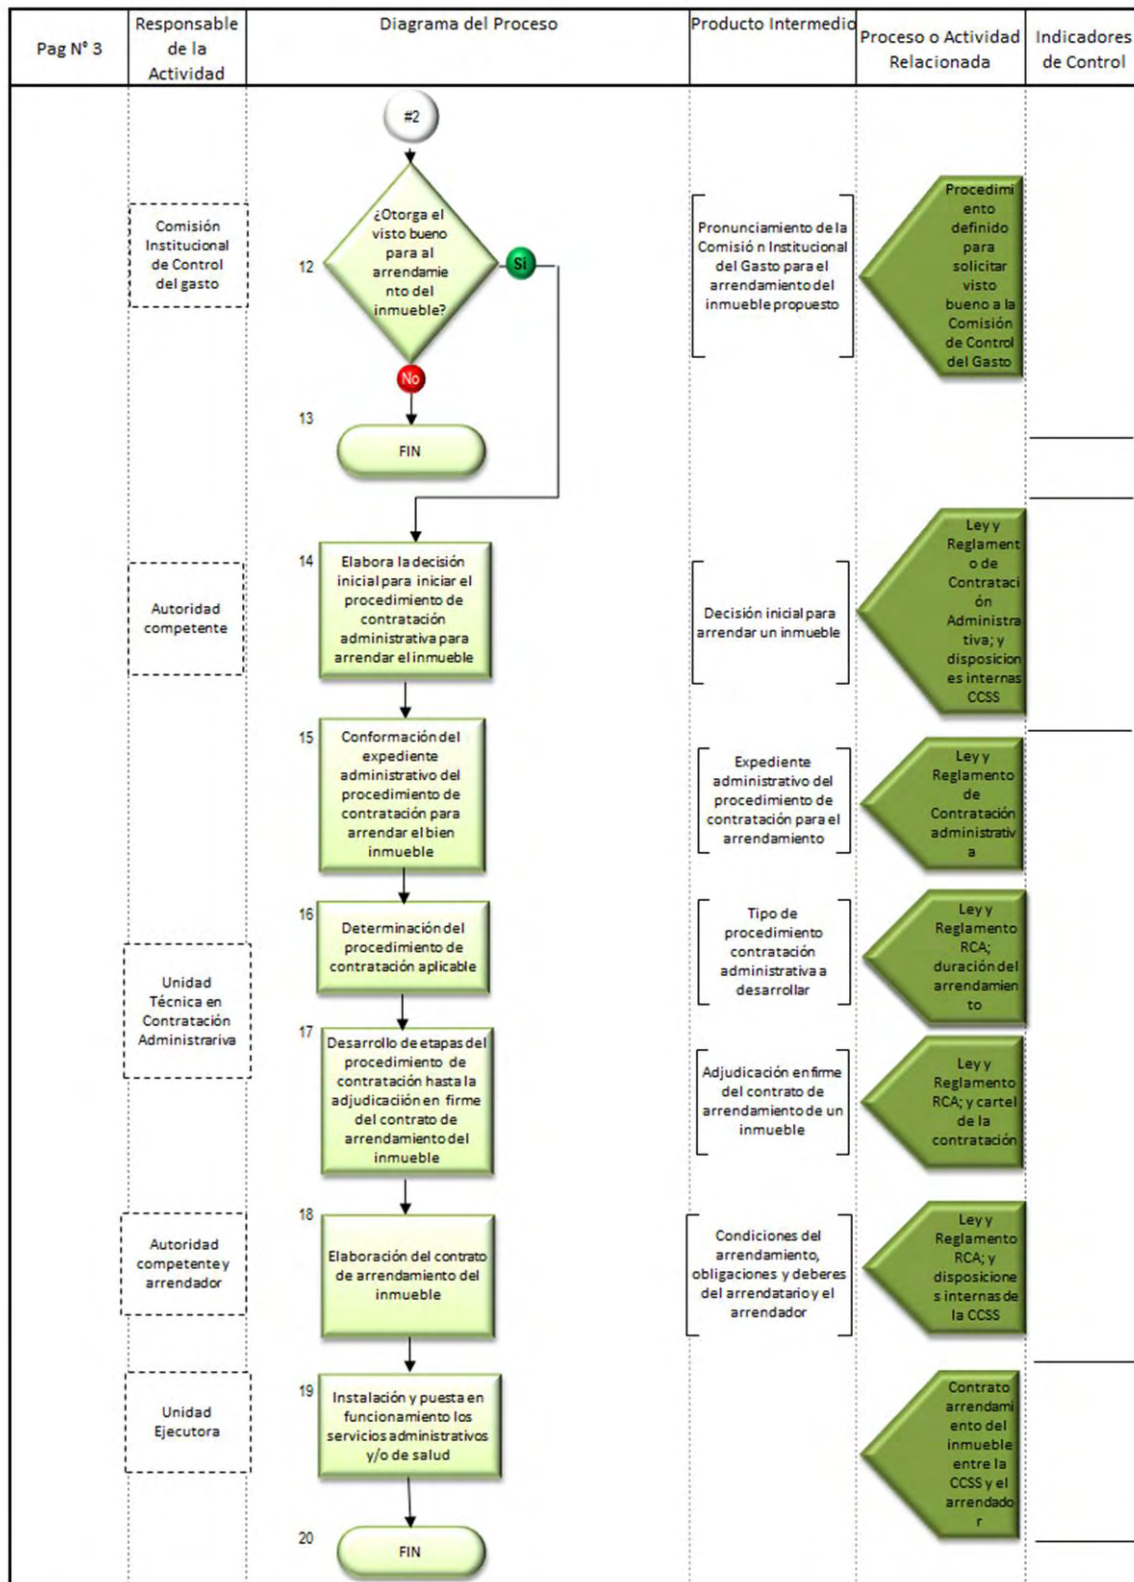 Pag N° 3
Responsable
de la
Actividad
Diagrama del Proceso
Producto Intermedio
Proceso o Actividad
Relacionada
Indicadores
de Control
#2
Comisión
Institucional
de Control
del gasto
12
¿Otorga el
visto bueno
para al
arrendamie
nto del
inmueble?
Si
No
Pronunciamiento de la
Comisión Institucional
del Gasto para el
arrendamiento del
inmueble propuesto
Procedimi
ento
definido
para
solicitar
visto
bueno a la
Comisión
de Control
del Gasto
13
FIN
Autoridad
competente
14
Elabora la decisión
inicial para iniciar el
procedimiento de
contratación
administrativa para
arrendar el inmueble
Decisión inicial para
arrendar un inmueble
Ley y
Reglament
o de
Contrataci
ón
Administra
tiva; y
disposicion
es internas
CCSS
15
Conformación del
expediente
administrativo del
procedimiento de
contratación para
arrendar el bien
inmueble
Expediente
administrativo del
procedimiento de
contratación para el
arrendamiento
Ley y
Reglamento
de
Contratación
administrativ
a
Unidad
Técnica en
Contratación
Administrariva
16
Determinación del
procedimiento de
contratación aplicable
Tipo de
procedimiento
contratación
administrativa a
desarrollar
Ley y
Reglamento
RCA;
duración del
arrendamien
to
17
Desarrollo de etapas del
procedimiento de
contratación hasta la
adjudicaciión en firme
del contrato de
arrendamiento del
inmueble
Adjudicación en firme
del contrato de
arrendamiento de un
inmueble
Ley y
Reglamento
RCA; y cartel
de la
contratación
Autoridad
competente y
arrendador
18
Elaboración del contrato
de arrendamiento del
inmueble
Condiciones del
arrendamiento,
obligaciones y deberes
del arrendatario y el
arrendador
Ley y
Reglamento
RCA; y
disposicione
s internas de
la CCSS
Unidad
Ejecutora
19
Instalación y puesta en
funcionamiento los
servicios administrativos
y/o de salud
Contrato
arrendami
ento del
inmueble
entre la
CCSS y el
arrendado
r
20
FIN